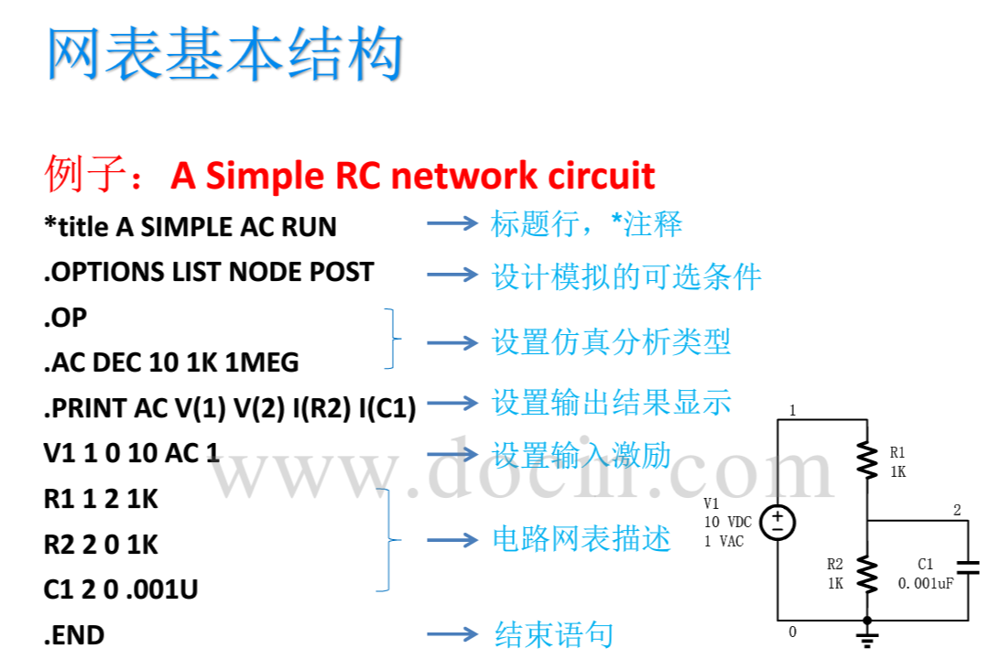 网表基本结构
例子：A Simple RC network circuit
*title A SIMPLE AC RUN
标题行，*注释
.OPTIONS LIST NODE POST
设计模拟的可选条件
.OP
.AC DEC 10 1K 1MEG
设置仿真分析类型
.PRINT AC V(1) V(2) I(R2) I(C1)
设置输出结果显示
V1 1 0 10 AC 1
设置输入激励
R1 1 2 1K
R2 2 0 1K
C1 2 0 .001U
电路网表描述
.END
结束语句
www.docin.com
1
R1
1K
V1
10 VDC
1 VAC
2
R2
1K
C1
0.001uF
0